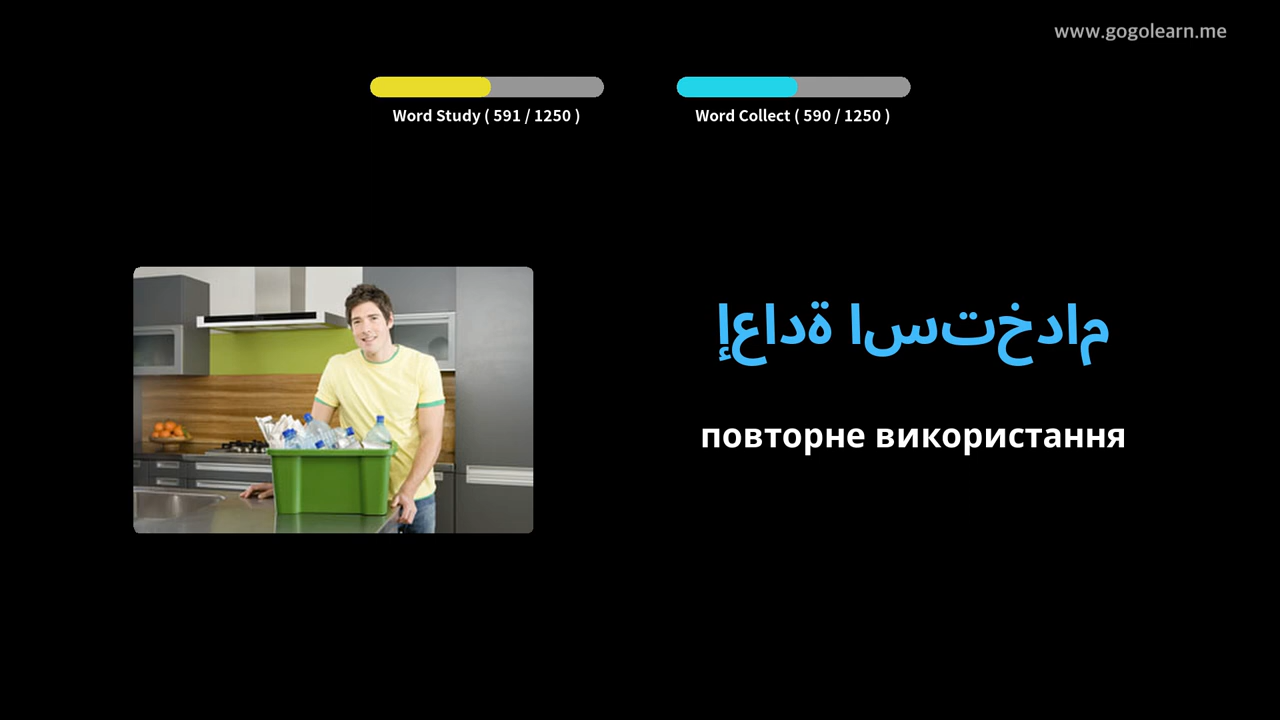 www.gogolearn.me
Word Study ( 591 / 1250 )
Word Collect ( 590 / 1250 )
إعادة استخدام
повторне використання